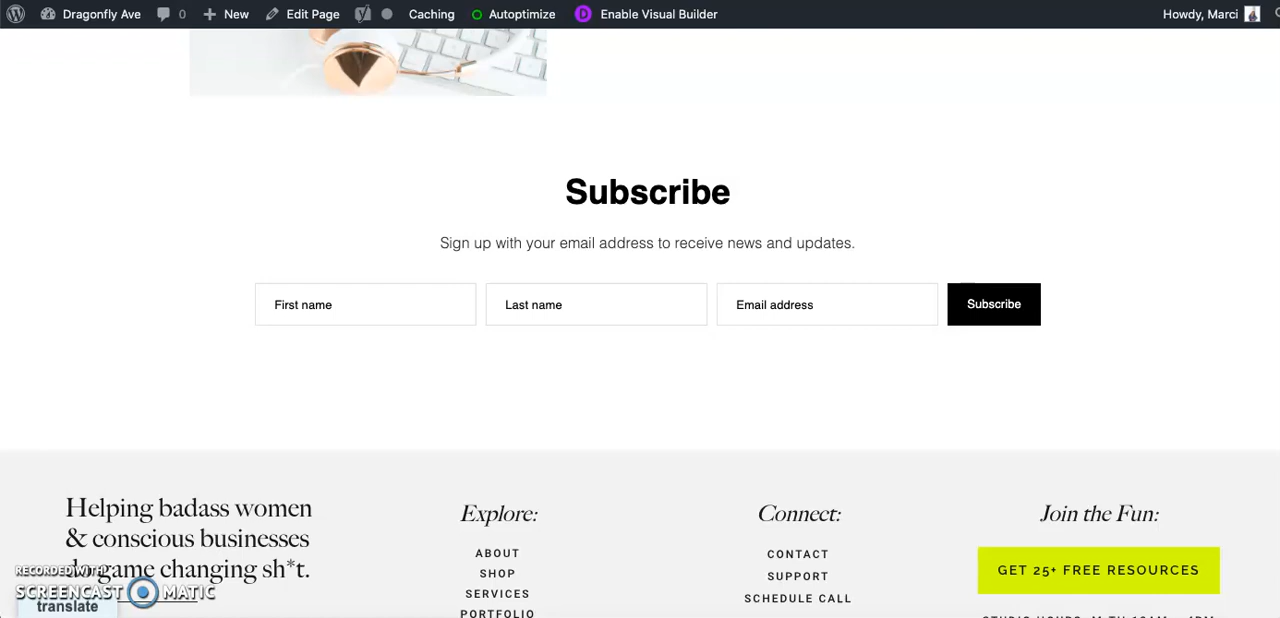 Dragonfly Ave 0 New Edit Page Caching Autoptimize D Enable Visual Builder Howdy, Marci
Subscribe
Sign up with your email address to receive news and updates.
First name Last name Email address Subscribe
Helping badass women
& conscious businesses
do game changing sh*t.
RECORDED WITH
SCREENCAST MATIC
translate
Explore:
ABOUT
SHOP
SERVICES
PORTFOLIO
Connect:
CONTACT
SUPPORT
SCHEDULE CALL
Join the Fun:
GET 25+ FREE RESOURCES